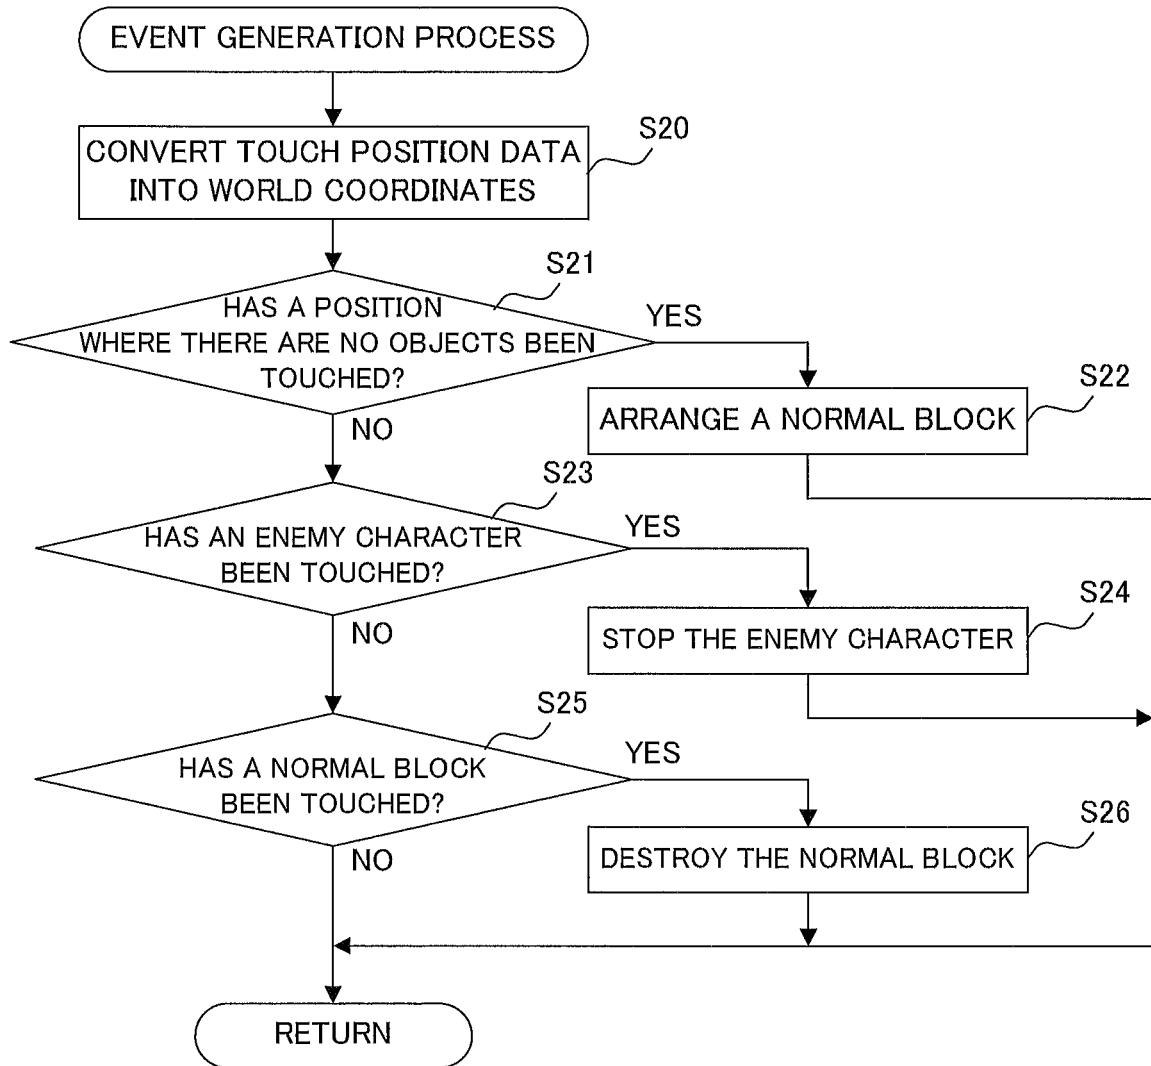 EVENT GENERATION PROCESS
S20
CONVERT TOUCH POSITION DATA
INTO WORLD COORDINATES
S21
HAS A POSITION
WHERE THERE ARE NO OBJECTS BEEN
TOUCHED?
YES
NO
S22
ARRANGE A NORMAL BLOCK
S23
HAS AN ENEMY CHARACTER
BEEN TOUCHED?
YES
NO
S24
STOP THE ENEMY CHARACTER
S25
HAS A NORMAL BLOCK
BEEN TOUCHED?
YES
NO
S26
DESTROY THE NORMAL BLOCK
RETURN